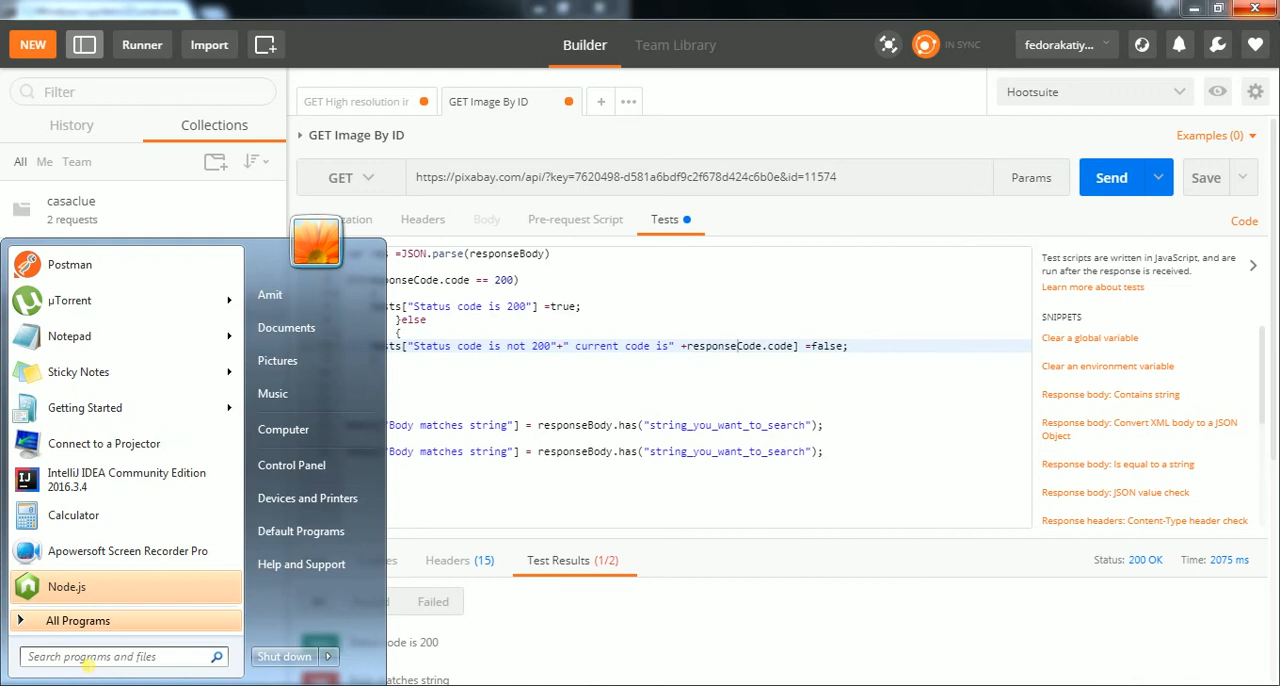 NEW
Runner
Import
Builder
Team Library
IN SYNC
fedorakatiy...
Filter
History
Collections
All Me Team
casaclue
2 requests
GET High resolution ir
GET Image By ID
+
•••
Hootsuite
GET Image By ID
Examples (0)
GET
https://pixabay.com/api/?key=7620498-d581a6bdf9c2f678d424c6b0e&id=11574
Params
Send
Save
Headers
Body
Pre-request Script
Tests
Code
=JSON.parse(responseBody)
esponseCode.code == 200)
sts["Status code is 200"] =true;
}else
{
sts["Status code is not 200"+" current code is" +responseCode.code] =false;
"Body matches string"] = responseBody.has("string_you_want_to_search");
"Body matches string"] = responseBody.has("string_you_want_to_search");
Test scripts are written in JavaScript, and are
run after the response is received.
Learn more about tests
SNIPPETS
Clear a global variable
Clear an environment variable
Response body: Contains string
Response body: Convert XML body to a JSON
Object
Response body: Is equal to a string
Response body: JSON value check
Response headers: Content-Type header check
Headers (15)
Test Results (1/2)
Status: 200 OK
Time: 2075 ms
Failed
code is 200
matches string
Postman
µTorrent
Notepad
Sticky Notes
Getting Started
Connect to a Projector
IntelliJ IDEA Community Edition
2016.3.4
Calculator
Apowersoft Screen Recorder Pro
Node.js
All Programs
Search programs and files
Amit
Documents
Pictures
Music
Computer
Control Panel
Devices and Printers
Default Programs
Help and Support
Shut down